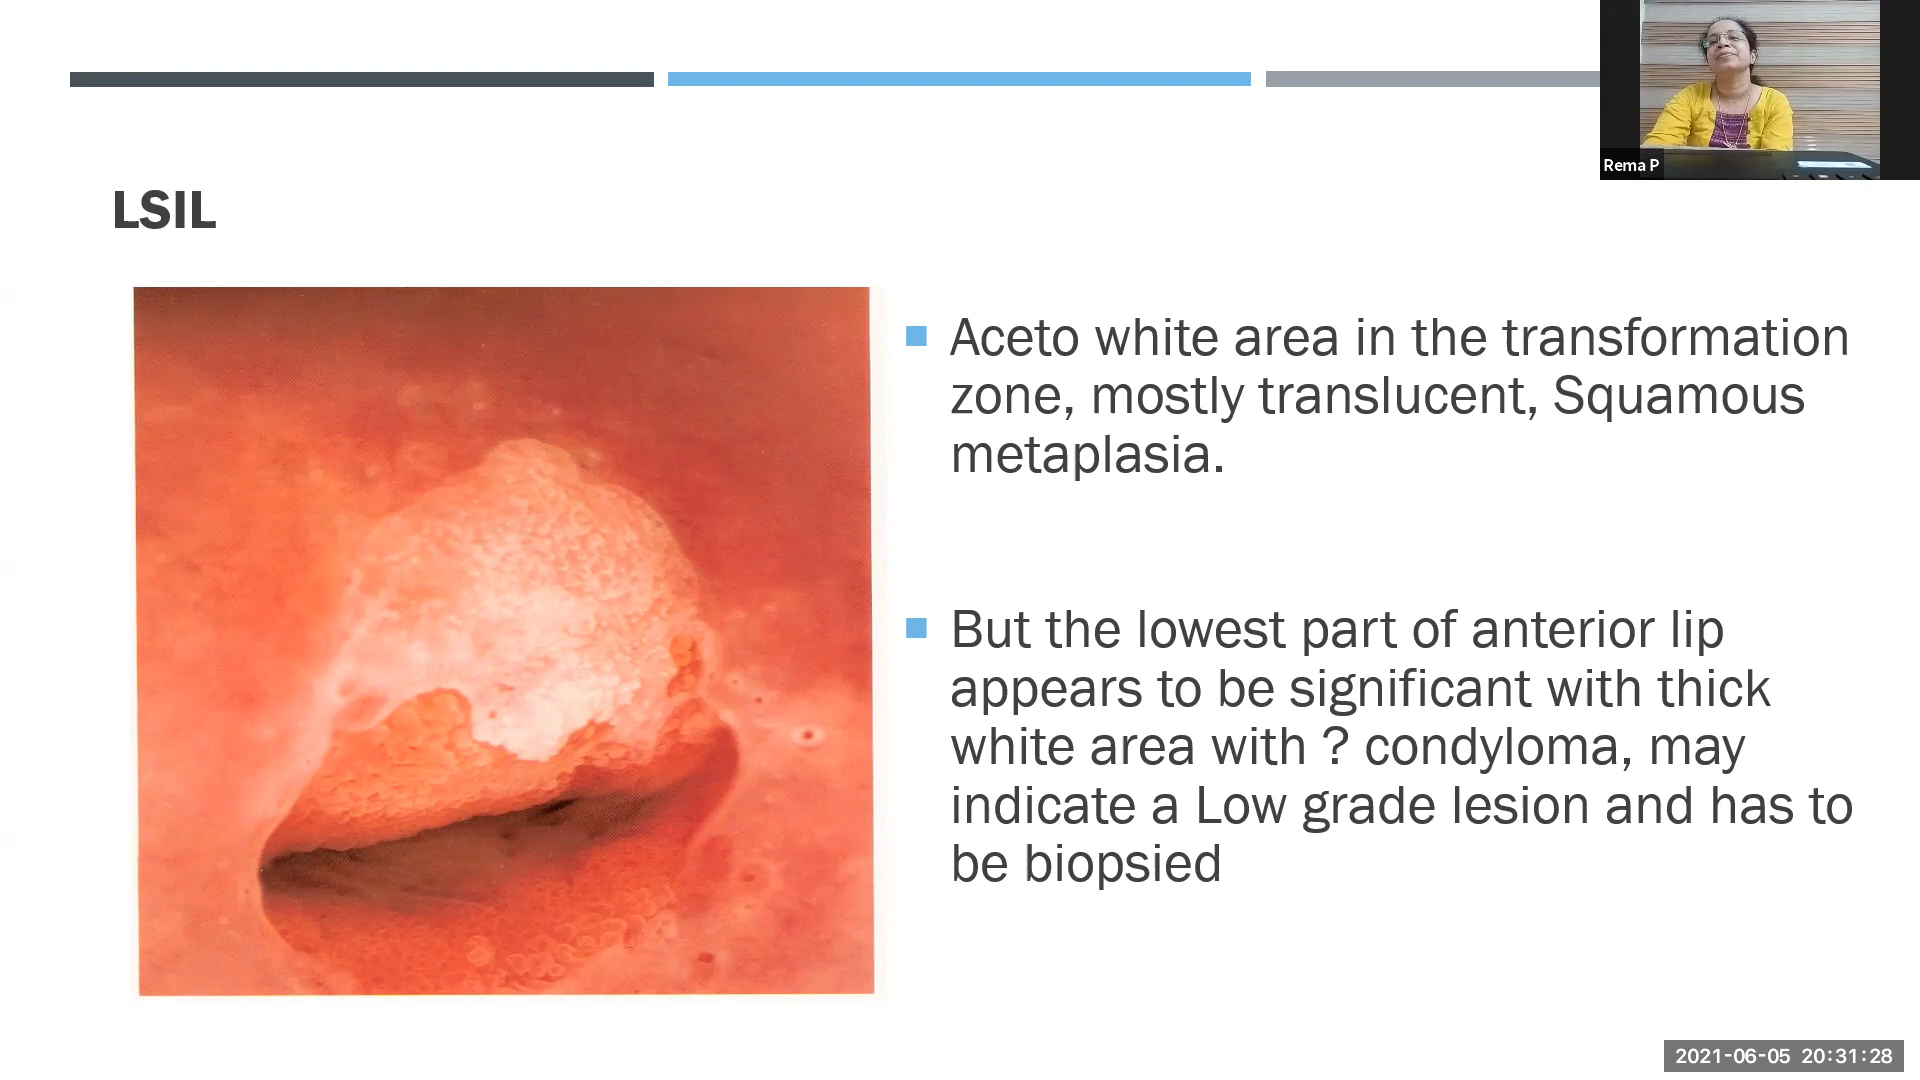 Rema P
LSIL
Aceto white area in the transformation
zone, mostly translucent, Squamous
metaplasia.
But the lowest part of anterior lip
appears to be significant with thick
white area with ? condyloma, may
indicate a Low grade lesion and has to
be biopsied
2021-06-05 20:31:28